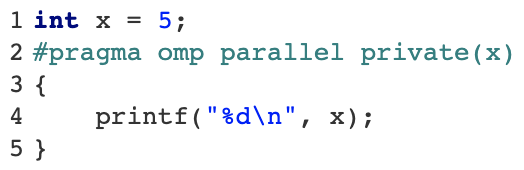 1 int x = 5;
2 #pragma omp parallel private(x)
3 {
4     printf("%d\n", x);
5 }